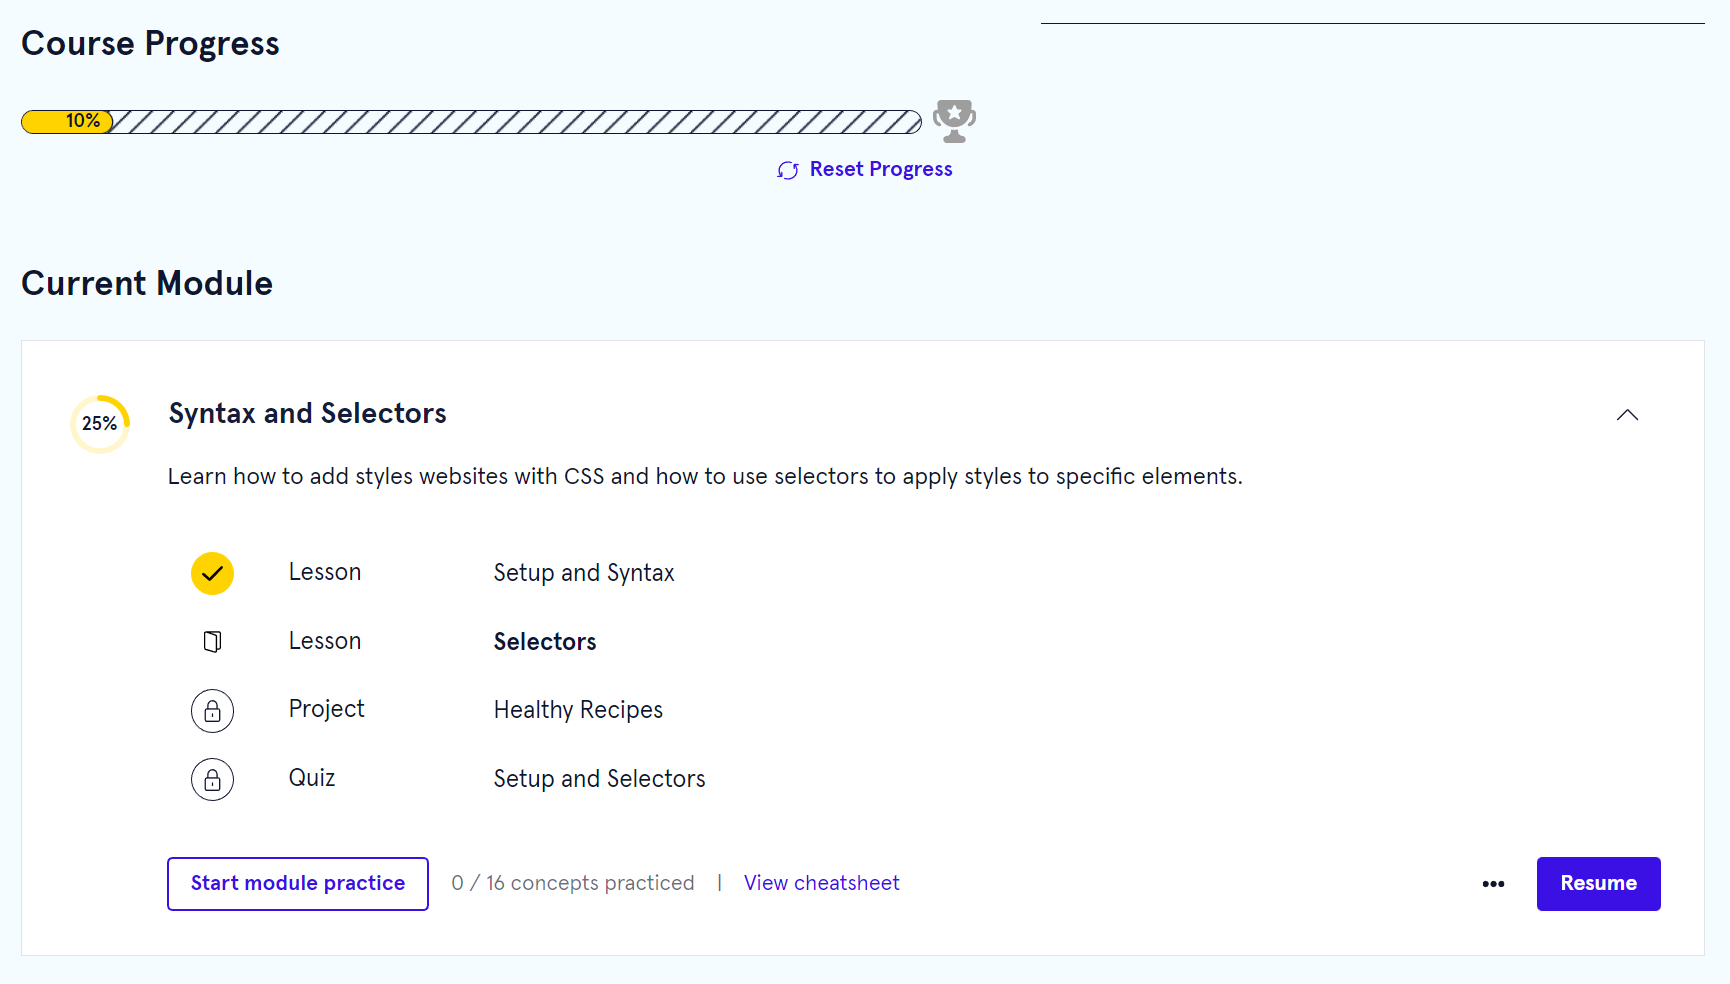 Course Progress
10%
Reset Progress
Current Module
25%
Syntax and Selectors
Learn how to add styles websites with CSS and how to use selectors to apply styles to specific elements.
Lesson Setup and Syntax
Lesson Selectors
Project Healthy Recipes
Quiz Setup and Selectors
Start module practice 0 / 16 concepts practiced | View cheatsheet ••• Resume